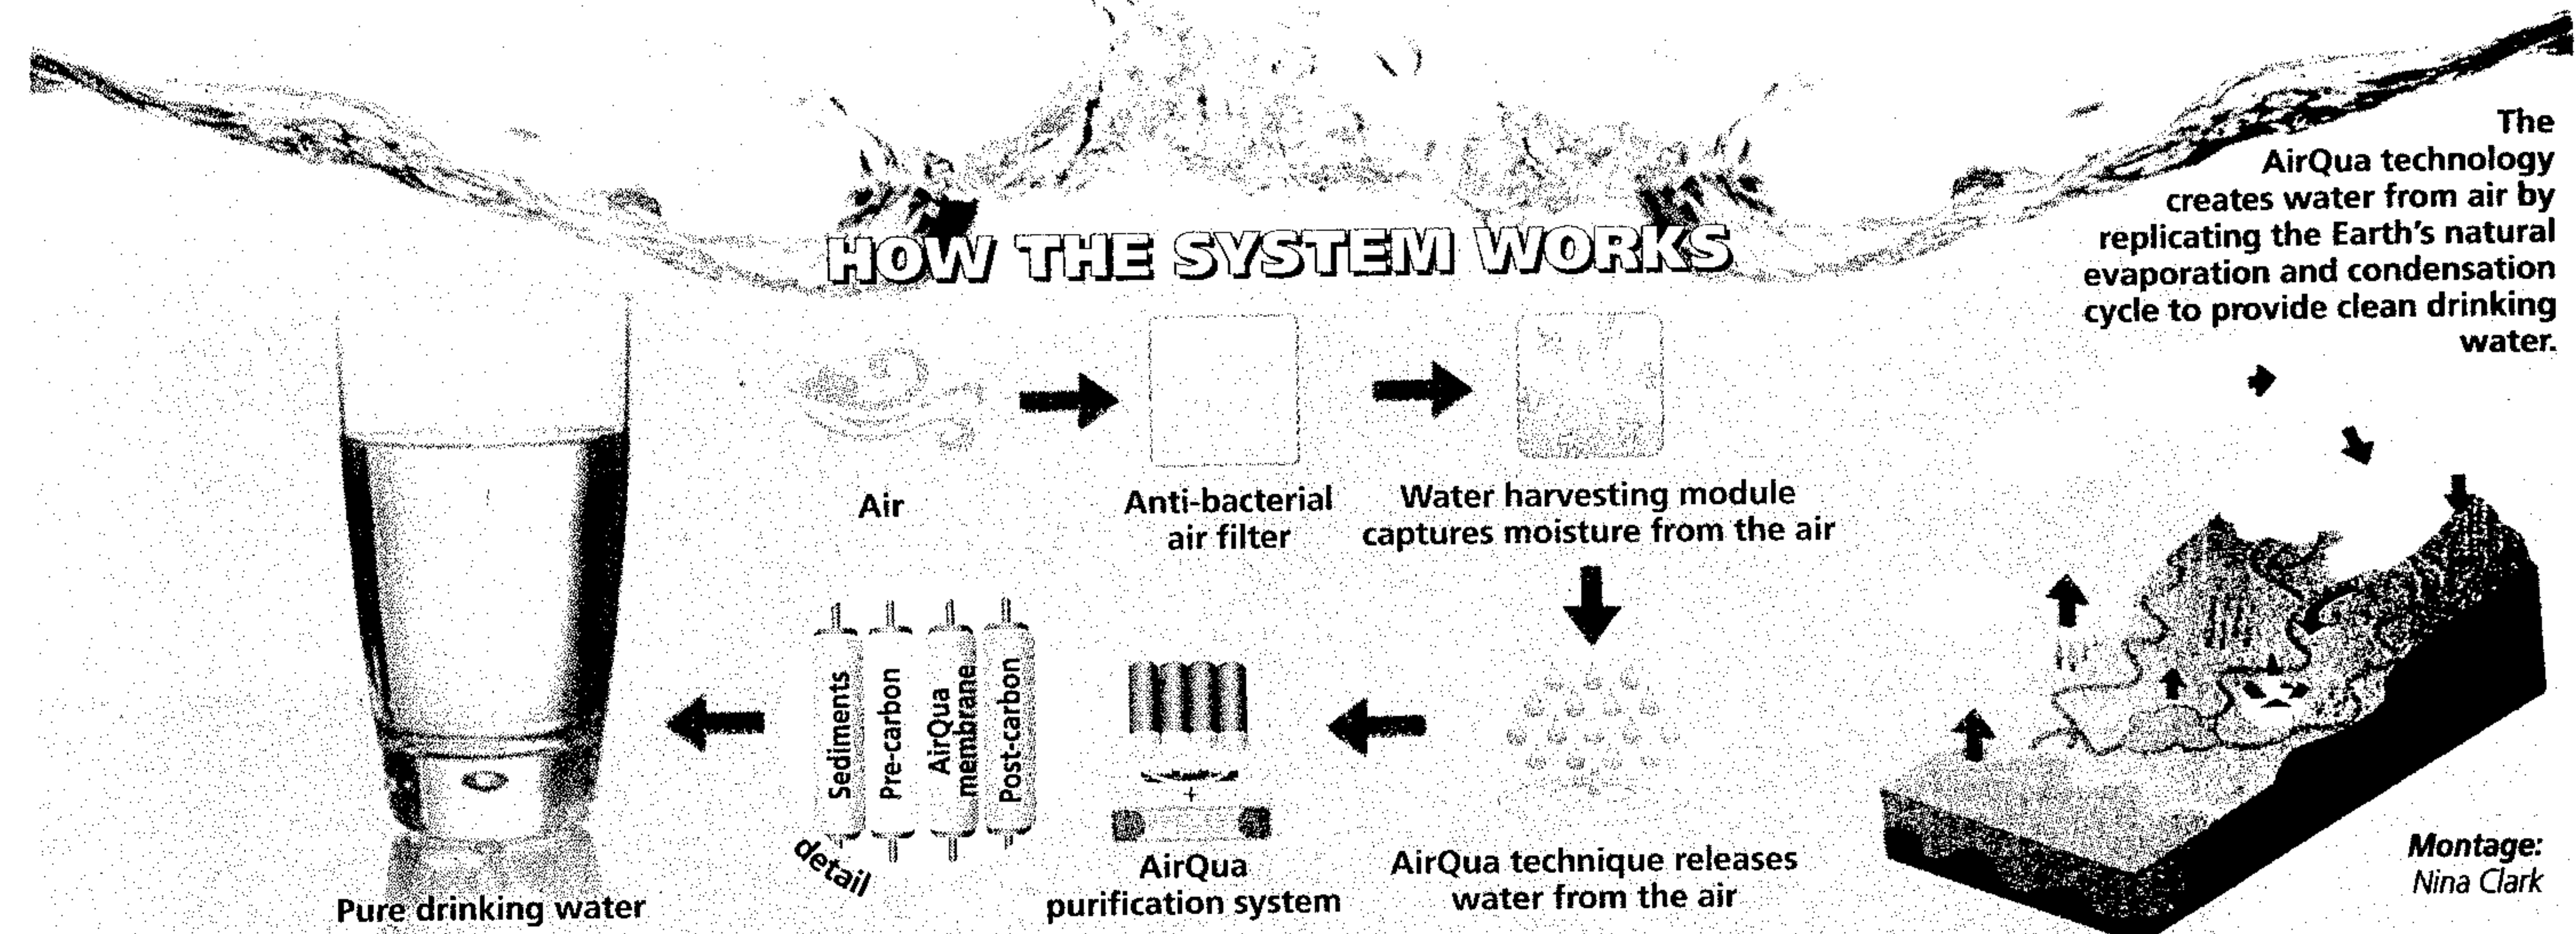 HOW THE SYSTEM WORKS
The
AirQua technology
creates water from air by
replicating the Earth's natural
evaporation and condensation
cycle to provide clean drinking
water.
Air
Anti-bacterial
air filter
Water harvesting module
captures moisture from the air
AirQua technique releases
water from the air
AirQua
purification system
+
Sediments
Pre-carbon
AirQua
membrane
Post-carbon
detail
Pure drinking water
Montage:
Nina Clark